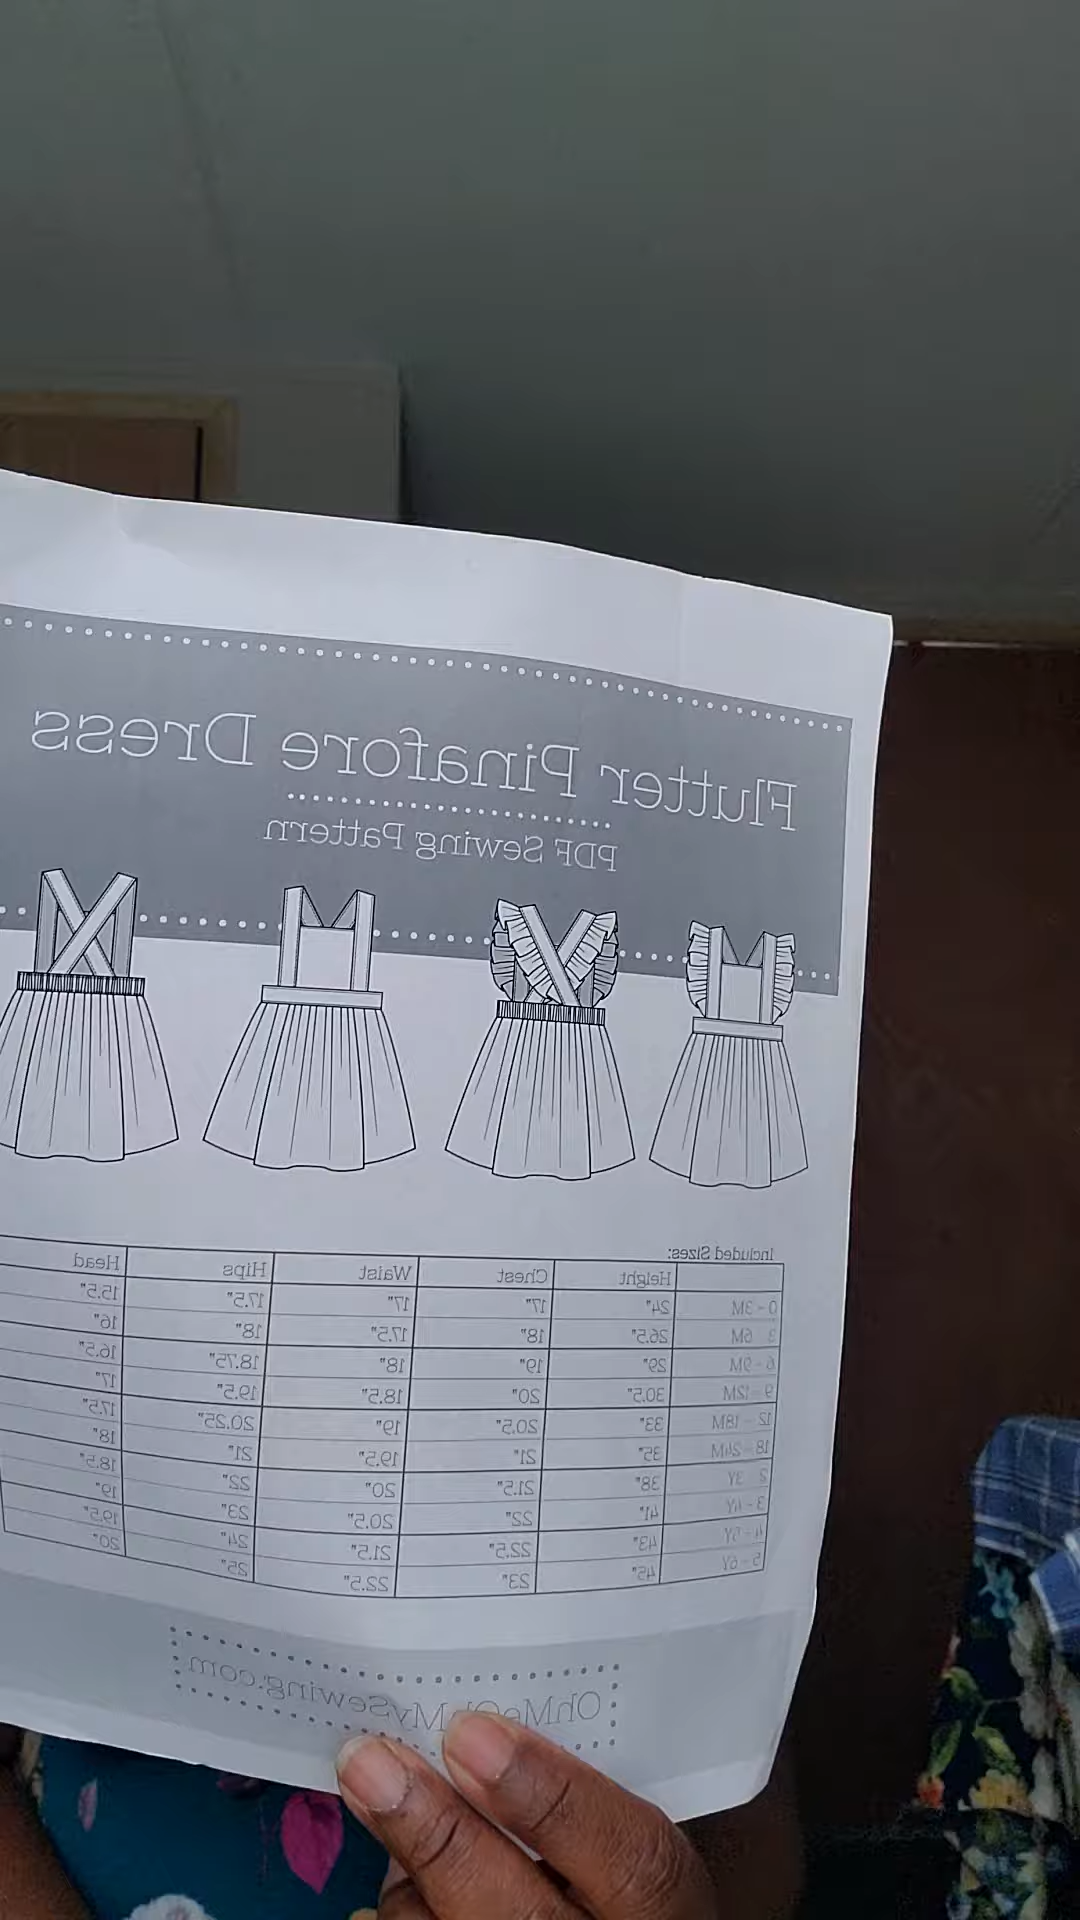 Flutter Pinafore Dress
PDF Sewing Pattern
Included Sizes:
Height Chest Waist Hips Head
0 - 3M 24" 17" 17" 17.5" 15.5"
3 - 6M 26.5" 18" 17.5" 18" 16"
6 - 9M 29" 19" 18" 18.75" 16.5"
9 - 12M 30.5" 20" 18.5" 19.5" 17"
12 - 18M 33" 20.5" 19" 20.25" 17.5"
18 - 24M 35" 21" 19.5" 21" 18"
2 - 3Y 38" 21.5" 20" 22" 18.5"
3 - 4Y 41" 22" 20.5" 23" 19"
4 - 5Y 43" 22.5" 21.5" 24" 19.5"
5 - 6Y 45" 23" 22.5" 25" 20"
OhMeOhMySewing.com